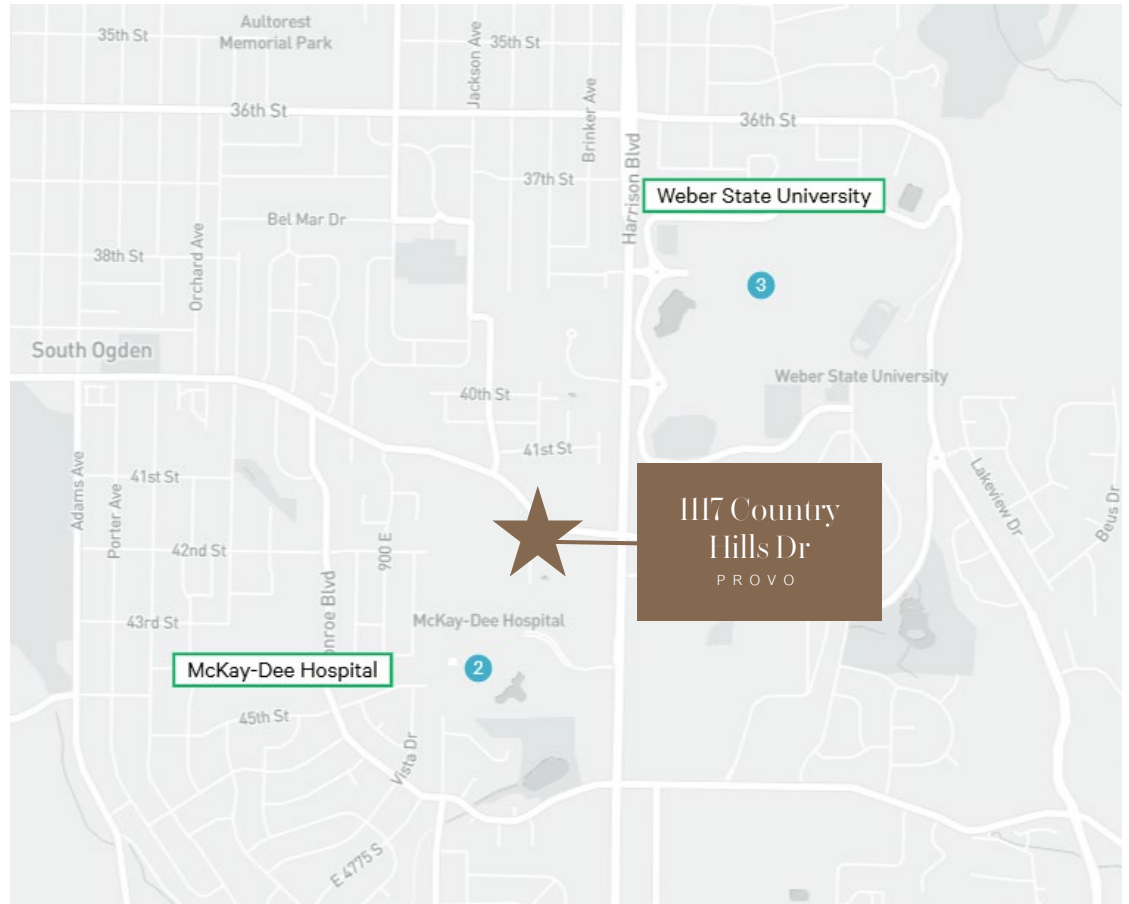 Aultorest
Memorial Park
35th St
Jackson Ave
35th St
36th St
Brinker Ave
Harrison Blvd
36th St
37th St
Weber State University
Bel Mar Dr
Orchard Ave
38th St
3
South Ogden
Weber State University
40th St
41st St
Adams Ave
41st St
Porter Ave
Lakeview Dr
Beus Dr
1117 Country
Hills Dr
PROVO
42nd St
900 E
43rd St
McKay-Dee Hospital
McKay-Dee Hospital
2
45th St
Vista Dr
E 4775 S